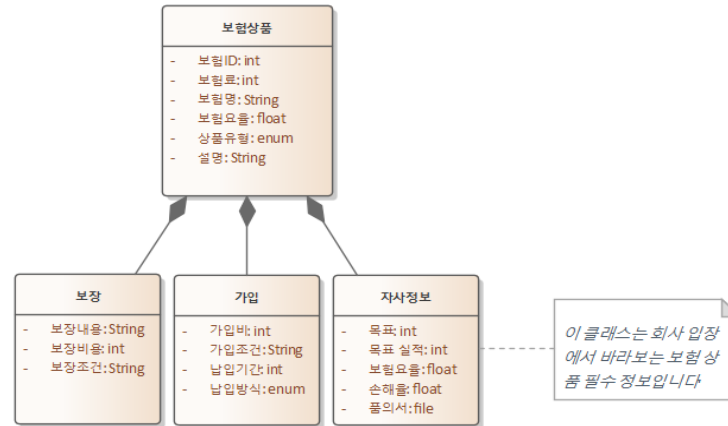 보험상품
- 보험ID: int
- 보험료: int
- 보험명: String
- 보험요율: float
- 상품유형: enum
- 설명: String
보장
- 보장내용: String
- 보장비용: int
- 보장조건: String
가입
- 가입비: int
- 가입조건: String
- 납입기간: int
- 납입방식: enum
자사정보
- 목표: int
- 목표 실적: int
- 보험요율: float
- 손해율: float
- 품의서: file
이 클래스는 회사 입장
에서 바라보는 보험 상
품 필수 정보입니다